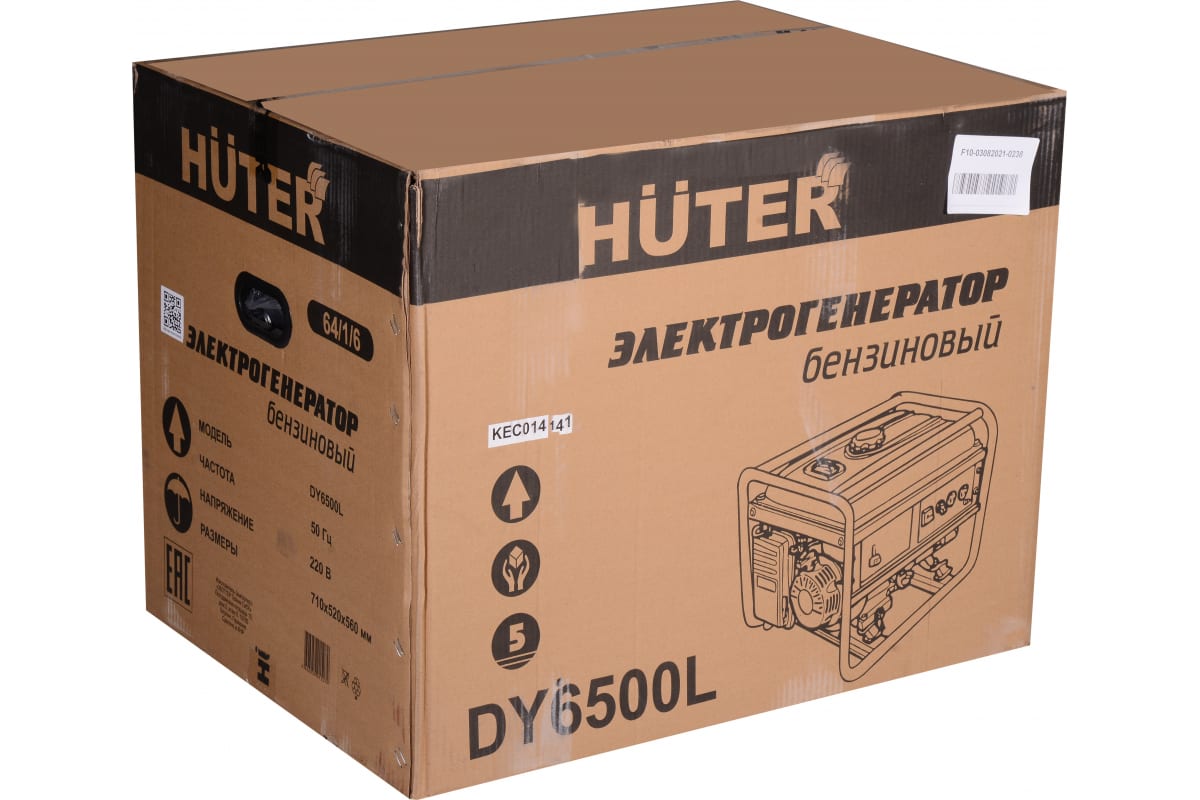 HÜTER
64/1/6
ЭЛЕКТРОГЕНЕРАТОР
бензиновый
МОДЕЛЬ
DY6500L
ЧАСТОТА
50 Гц
НАПРЯЖЕНИЕ
220 В
РАЗМЕРЫ
710x520x560 мм
EAC
HÜTER
F10-03082021-0238
ЭЛЕКТРОГЕНЕРАТОР
бензиновый
KEC014141
5
DY6500L